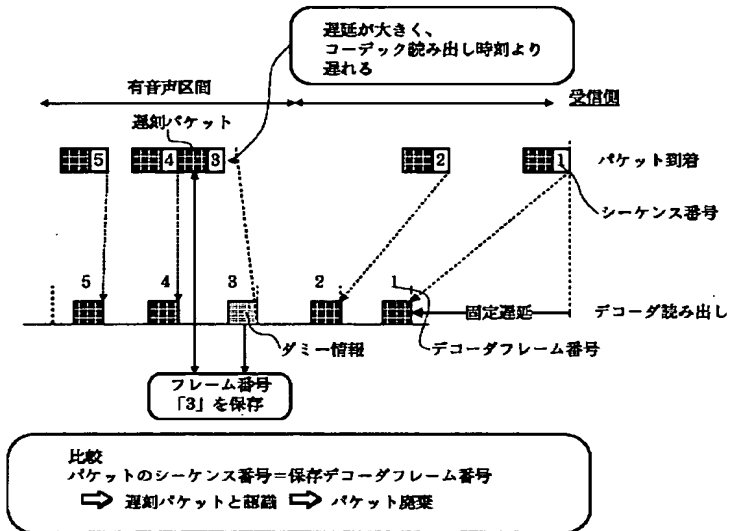 遅延が大きく、
コーデック読み出し時刻より
遅れる
有音声区間
受信側
遅刻パケット
5 4 3 2 1
パケット到着
シーケンス番号
5 4 3 2 1
固定遅延
デコーダ読み出し
ダミー情報
デコーダフレーム番号
フレーム番号
「3」を保存
比較
パケットのシーケンス番号＝保存デコーダフレーム番号
⇨ 遅刻パケットと認識 ⇨ パケット廃棄